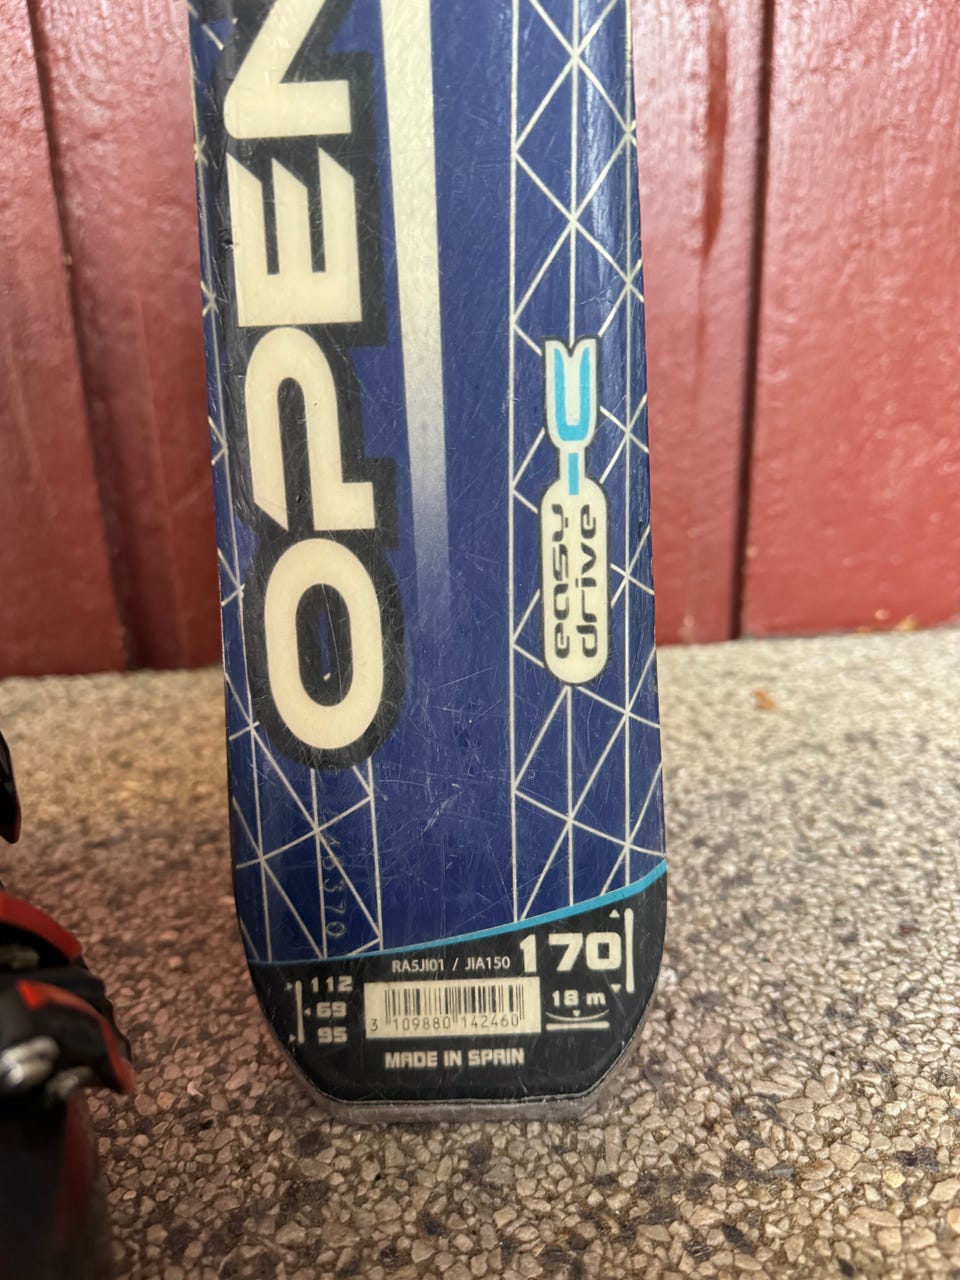 OPEN
easy
drive
RA5JI01 / JIA150
170
112
69
95
3 109880 142460
18 m
MADE IN SPAIN